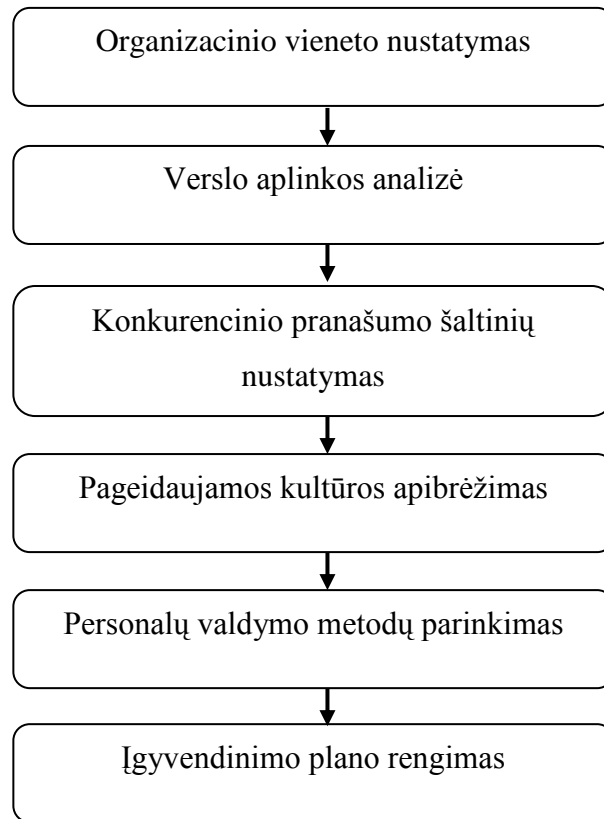 Organizacinio vieneto nustatymas
Verslo aplinkos analizė
Konkurencinio pranašumo šaltinių
nustatymas
Pageidaujamos kultūros apibrėžimas
Personalų valdymo metodų parinkimas
Įgyvendinimo plano rengimas